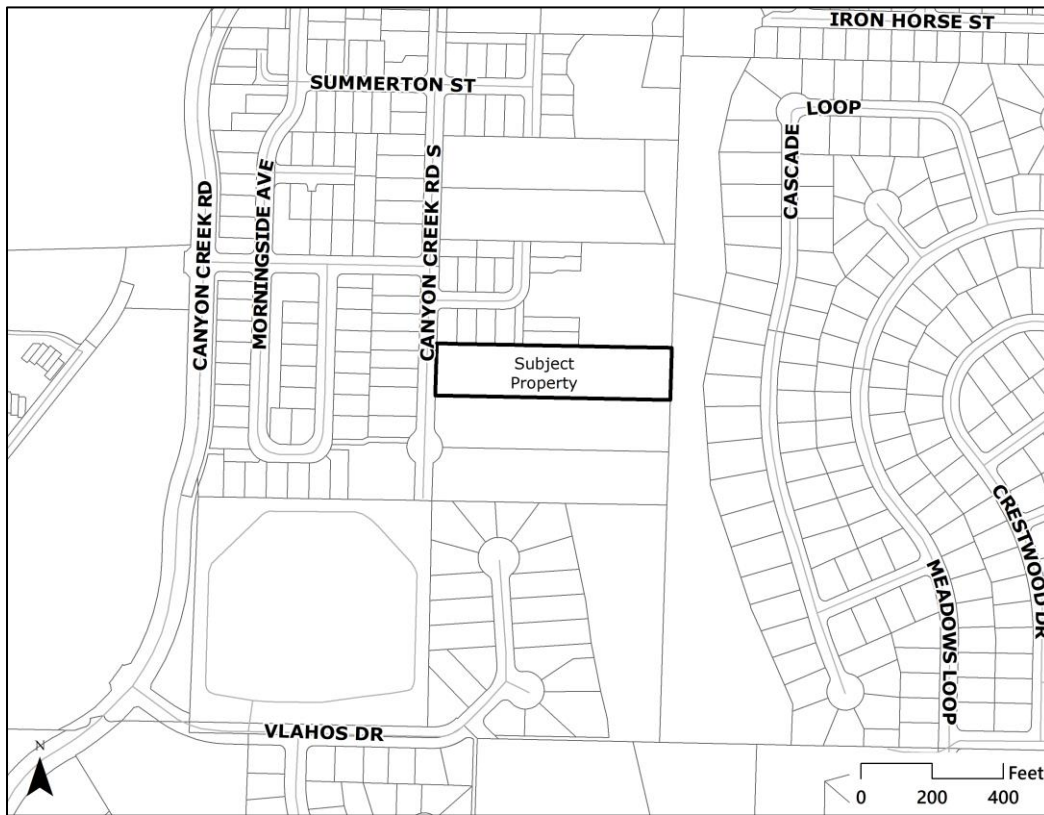 IRON HORSE ST
SUMMERTON ST
LOOP
CASCADE
CANYON CREEK RD S
MORNINGSIDE AVE
CANYON CREEK RD
Subject
Property
CRESTWOOD DR
MEADOWS LOOP
VLAHOS DR
N
Feet
0 200 400